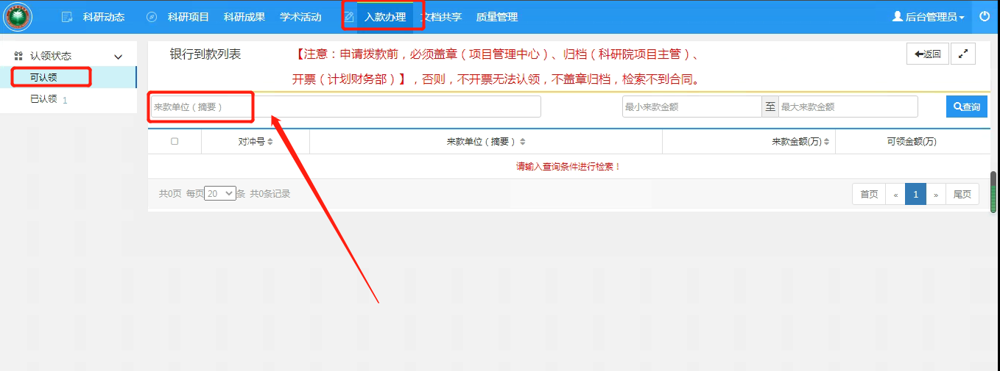 科研动态 科研项目 科研成果 学术活动 入款办理 文档共享 质量管理 后台管理员
认领状态
可认领
已认领 1
银行到款列表
【注意：申请拨款前，必须盖章（项目管理中心）、归档（科研院项目主管）、
开票（计划财务部）】，否则，不开票无法认领，不盖章归档，检索不到合同。
返回
来款单位（摘要） 最小来款金额 至 最大来款金额 查询
对冲号 来款单位（摘要） 来款金额(万) 可领金额(万)
请输入查询条件进行检索！
共0页 每页 20 条 共0条记录 首页 « 1 » 尾页